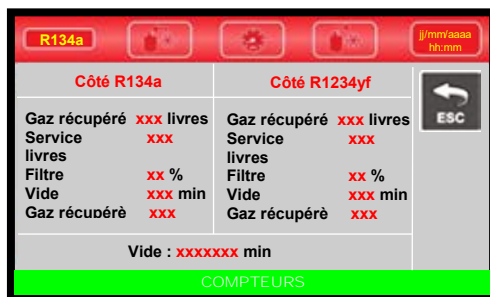 R134a
jj/mm/aaaa
hh:mm
Côté R134a
Gaz récupéré xxx livres
Service xxx
livres
Filtre xx %
Vide xxx min
Gaz récupérè xxx
Côté R1234yf
Gaz récupéré xxx livres
Service xxx
livres
Filtre xx %
Vide xxx min
Gaz récupérè xxx
ESC
Vide : xxxxxxx min
COMPTEURS